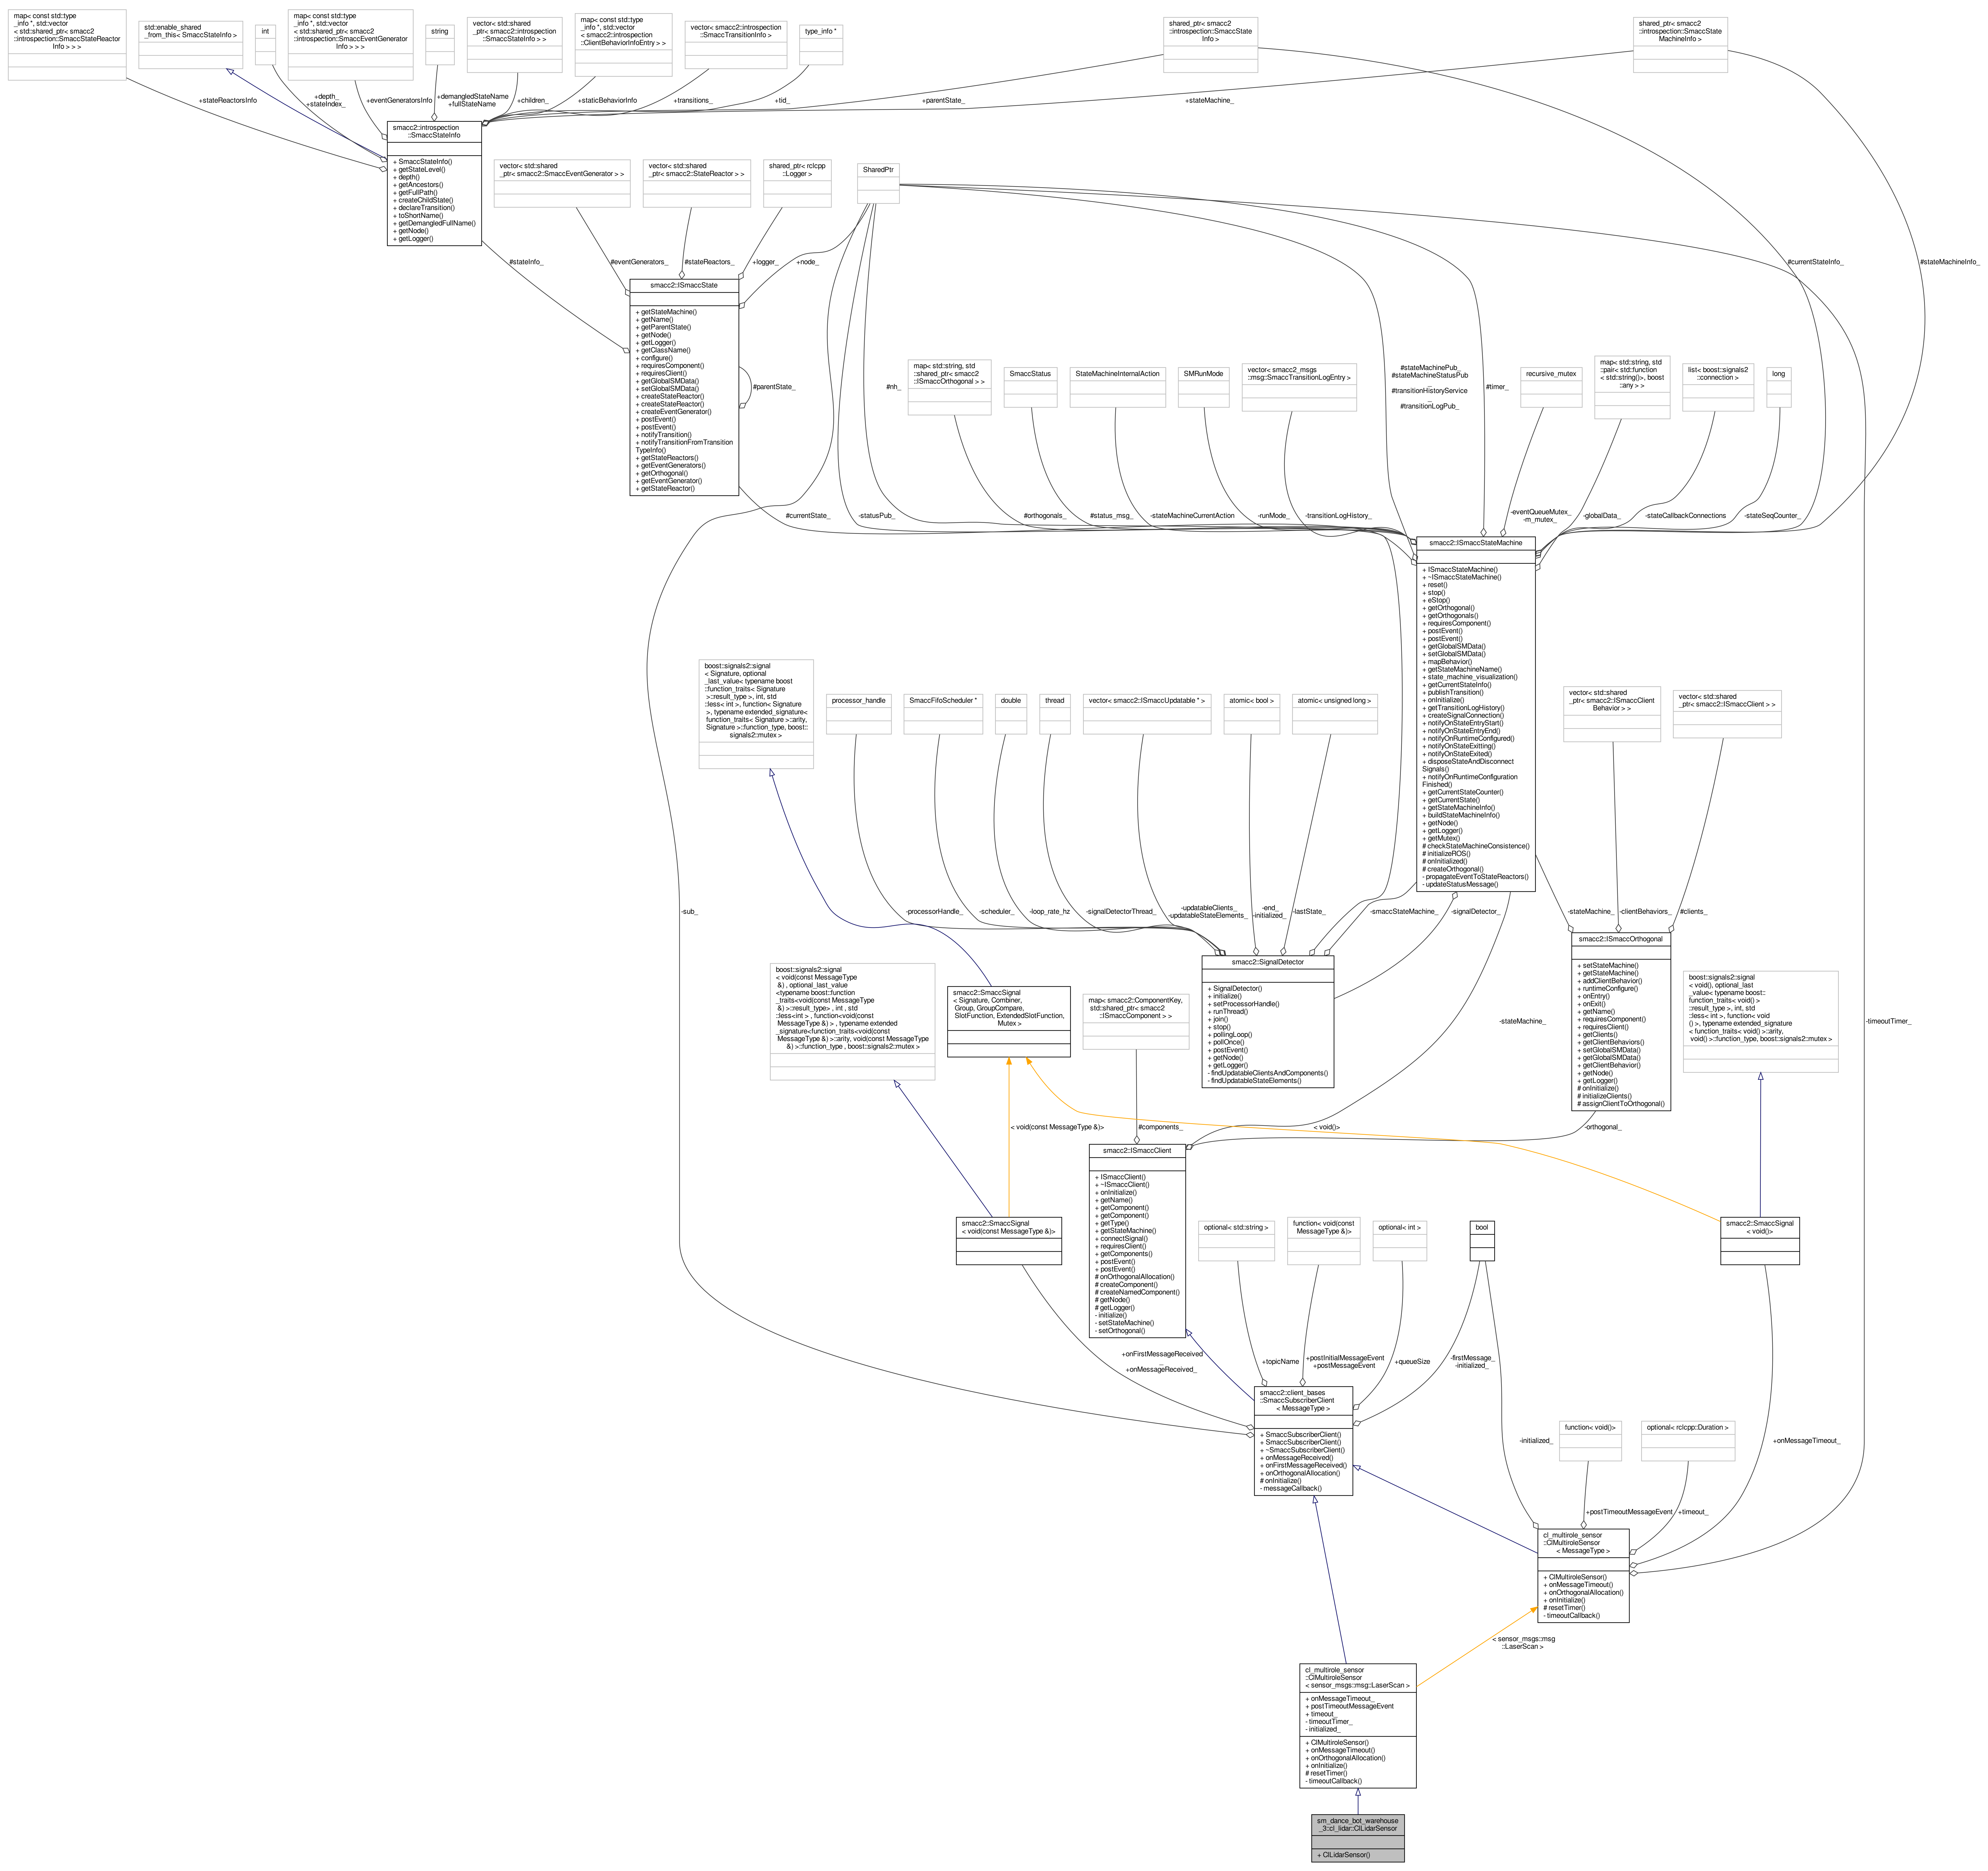 map< const std::type
_info *, std::vector
< std::shared_ptr< smacc2
::introspection::SmaccStateReactor
Info > > >
std::enable_shared
_from_this< SmaccStateInfo >
int
map< const std::type
_info *, std::vector
< std::shared_ptr< smacc2
::introspection::SmaccEventGenerator
Info > > >
string
vector< std::shared
_ptr< smacc2::introspection
::SmaccStateInfo > >
map< const std::type
_info *, std::vector
< smacc2::introspection
::ClientBehaviorInfoEntry > >
vector< smacc2::introspection
::SmaccTransitionInfo >
type_info *
shared_ptr< smacc2
::introspection::SmaccState
Info >
shared_ptr< smacc2
::introspection::SmaccState
MachineInfo >
+stateReactorsInfo
+depth_
+stateIndex_
+eventGeneratorsInfo
+demangledStateName
+fullStateName
+children_
+staticBehaviorInfo
+transitions_
+tid_
+parentState_
+stateMachine_
smacc2::introspection
::SmaccStateInfo
+ SmaccStateInfo()
+ getStateLevel()
+ depth()
+ getAncestors()
+ getFullPath()
+ createChildState()
+ declareTransition()
+ toShortName()
+ getDemangledFullName()
+ getNode()
+ getLogger()
vector< std::shared
_ptr< smacc2::SmaccEventGenerator > >
vector< std::shared
_ptr< smacc2::StateReactor > >
shared_ptr< rclcpp
::Logger >
SharedPtr
#stateInfo_
#eventGenerators_
#stateReactors_
+logger_
+node_
#currentStateInfo_
#stateMachineInfo_
smacc2::ISmaccState
+ getStateMachine()
+ getName()
+ getParentState()
+ getNode()
+ getLogger()
+ getClassName()
+ configure()
+ requiresComponent()
+ requiresClient()
+ getGlobalSMData()
+ setGlobalSMData()
+ createStateReactor()
+ createStateReactor()
+ createEventGenerator()
+ postEvent()
+ postEvent()
+ notifyTransition()
+ notifyTransitionFromTransition
TypeInfo()
+ getStateReactors()
+ getEventGenerators()
+ getOrthogonal()
+ getEventGenerator()
+ getStateReactor()
#parentState_
#nh_
map< std::string, std
::shared_ptr< smacc2
::ISmaccOrthogonal > >
SmaccStatus
StateMachineInternalAction
SMRunMode
vector< smacc2_msgs
::msg::SmaccTransitionLogEntry >
#stateMachinePub_
#stateMachineStatusPub
_
#transitionHistoryService
_
#transitionLogPub_
#timer_
recursive_mutex
map< std::string, std
::pair< std::function
< std::string()>, boost
::any > >
list< boost::signals2
::connection >
long
#currentState_
-statusPub_
#orthogonals_
#status_msg_
-stateMachineCurrentAction
-runMode_
-transitionLogHistory_
-eventQueueMutex_
-m_mutex_
-globalData_
-stateCallbackConnections
-stateSeqCounter_
smacc2::ISmaccStateMachine
+ ISmaccStateMachine()
+ ~ISmaccStateMachine()
+ reset()
+ stop()
+ eStop()
+ getOrthogonal()
+ getOrthogonals()
+ requiresComponent()
+ postEvent()
+ postEvent()
+ getGlobalSMData()
+ setGlobalSMData()
+ mapBehavior()
+ getStateMachineName()
+ state_machine_visualization()
+ getCurrentStateInfo()
+ publishTransition()
+ onInitialize()
+ getTransitionLogHistory()
+ createSignalConnection()
+ notifyOnStateEntryStart()
+ notifyOnStateEntryEnd()
+ notifyOnRuntimeConfigured()
+ notifyOnStateExitting()
+ notifyOnStateExited()
+ disposeStateAndDisconnect
Signals()
+ notifyOnRuntimeConfiguration
Finished()
+ getCurrentStateCounter()
+ getCurrentState()
+ getStateMachineInfo()
+ buildStateMachineInfo()
+ getNode()
+ getLogger()
+ getMutex()
# checkStateMachineConsistence()
# initializeROS()
# onInitialized()
# createOrthogonal()
- propagateEventToStateReactors()
- updateStatusMessage()
boost::signals2::signal
< Signature, optional
_last_value< typename boost
::function_traits< Signature
>::result_type >, int, std
::less< int >, function< Signature
>, typename extended_signature<
function_traits< Signature >::arity,
Signature >::function_type, boost::
signals2::mutex >
processor_handle
SmaccFifoScheduler *
double
thread
vector< smacc2::ISmaccUpdatable * >
atomic< bool >
atomic< unsigned long >
vector< std::shared
_ptr< smacc2::ISmaccClient
Behavior > >
vector< std::shared
_ptr< smacc2::ISmaccClient > >
-sub_
-processorHandle_
-scheduler_
-loop_rate_hz
-signalDetectorThread_
-updatableClients_
-updatableStateElements_
-end_
-initialized_
-lastState_
-smaccStateMachine_
-signalDetector_
-stateMachine_
-clientBehaviors_
#clients_
smacc2::SignalDetector
+ SignalDetector()
+ initialize()
+ setProcessorHandle()
+ runThread()
+ join()
+ stop()
+ pollingLoop()
+ pollOnce()
+ postEvent()
+ getNode()
+ getLogger()
- findUpdatableClientsAndComponents()
- findUpdatableStateElements()
smacc2::ISmaccOrthogonal
+ setStateMachine()
+ getStateMachine()
+ addClientBehavior()
+ runtimeConfigure()
+ onEntry()
+ onExit()
+ getName()
+ requiresComponent()
+ requiresClient()
+ getClients()
+ getClientBehaviors()
+ setGlobalSMData()
+ getGlobalSMData()
+ getClientBehavior()
+ getNode()
+ getLogger()
# onInitialize()
# initializeClients()
# assignClientToOrthogonal()
boost::signals2::signal
< void(const MessageType
&) , optional_last_value
<typename boost::function
_traits<void(const MessageType
&) >::result_type> , int , std
::less<int > , function<void(const
MessageType &) > , typename extended
_signature<function_traits<void(const
MessageType &) >::arity, void(const MessageType
&) >::function_type , boost::signals2::mutex >
smacc2::SmaccSignal
< Signature, Combiner,
Group, GroupCompare,
SlotFunction, ExtendedSlotFunction,
Mutex >
map< smacc2::ComponentKey,
std::shared_ptr< smacc2
::ISmaccComponent > >
boost::signals2::signal
< void(), optional_last
_value< typename boost::
function_traits< void() >
::result_type >, int, std
::less< int >, function< void
() >, typename extended_signature
< function_traits< void() >::arity,
void() >::function_type, boost::signals2::mutex >
-stateMachine_
-timeoutTimer_
< void(const MessageType &)>
#components_
< void()>
-orthogonal_
smacc2::ISmaccClient
+ ISmaccClient()
+ ~ISmaccClient()
+ onInitialize()
+ getName()
+ getComponent()
+ getComponent()
+ getType()
+ getStateMachine()
+ connectSignal()
+ requiresClient()
+ getComponents()
+ postEvent()
+ postEvent()
# onOrthogonalAllocation()
# createComponent()
# createNamedComponent()
# getNode()
# getLogger()
- initialize()
- setStateMachine()
- setOrthogonal()
smacc2::SmaccSignal
< void(const MessageType &)>
optional< std::string >
function< void(const
MessageType &)>
optional< int >
bool
smacc2::SmaccSignal
< void()>
+onFirstMessageReceived
_
+onMessageReceived_
+topicName
+postInitialMessageEvent
+postMessageEvent
+queueSize
-firstMessage_
-initialized_
smacc2::client_bases
::SmaccSubscriberClient
< MessageType >
+ SmaccSubscriberClient()
+ SmaccSubscriberClient()
+ ~SmaccSubscriberClient()
+ onMessageReceived()
+ onFirstMessageReceived()
+ onOrthogonalAllocation()
# onInitialize()
- messageCallback()
function< void()>
optional< rclcpp::Duration >
-initialized_
+onMessageTimeout_
+postTimeoutMessageEvent
+timeout_
cl_multirole_sensor
::ClMultiroleSensor
< MessageType >
+ ClMultiroleSensor()
+ onMessageTimeout()
+ onOrthogonalAllocation()
+ onInitialize()
# resetTimer()
- timeoutCallback()
< sensor_msgs::msg
::LaserScan >
cl_multirole_sensor
::ClMultiroleSensor
< sensor_msgs::msg::LaserScan >
+ onMessageTimeout_
+ postTimeoutMessageEvent
+ timeout_
- timeoutTimer_
- initialized_
+ ClMultiroleSensor()
+ onMessageTimeout()
+ onOrthogonalAllocation()
+ onInitialize()
# resetTimer()
- timeoutCallback()
sm_dance_bot_warehouse
_3::cl_lidar::ClLidarSensor
+ ClLidarSensor()